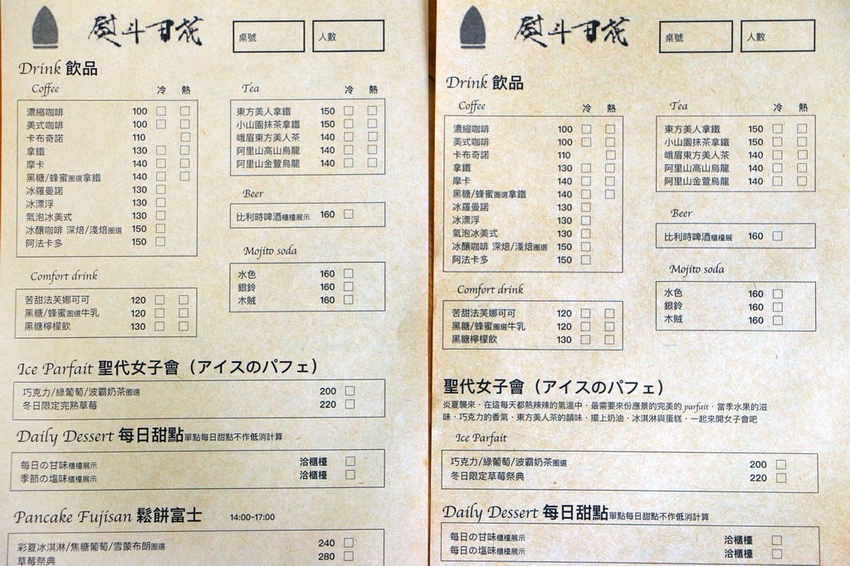 熨斗目花
桌號
人數
Drink 飲品
Coffee 冷 熱
濃縮咖啡 100
美式咖啡 100
卡布奇諾 110
拿鐵 130
摩卡 140
黑糖/蜂蜜圈選拿鐵 140
冰羅曼諾 130
冰漂浮 130
氣泡冰美式 130
冰釀咖啡 深焙/淺焙圈選 150
阿法卡多 150
Tea 冷 熱
東方美人拿鐵 150
小山園抹茶拿鐵 150
峨眉東方美人茶 150
阿里山高山烏龍 140
阿里山金萱烏龍 140
Beer
比利時啤酒櫃檯展示 160
Mojito soda
水色 160
銀鈴 160
木賊 160
Comfort drink
苦甜法芙娜可可 120
黑糖/蜂蜜圈選牛乳 120
黑糖檸檬飲 130
Ice Parfait 聖代女子會（アイスのパフェ）
巧克力/綠葡萄/波霸奶茶圈選 200
冬日限定完熟草莓 220
Daily Dessert 每日甜點單點每日甜點不作低消計算
每日の甘味櫃檯展示 洽櫃檯
季節の塩味櫃檯展示 洽櫃檯
Pancake Fujisan 鬆餅富士 14:00~17:00
彩夏冰淇淋/焦糖葡萄/雪蒙布朗圈選 240
草莓祭典 280
熨斗目花
桌號
人數
Drink 飲品
Coffee 冷 熱
濃縮咖啡 100
美式咖啡 100
卡布奇諾 110
拿鐵 130
摩卡 140
黑糖/蜂蜜圈選拿鐵 140
冰羅曼諾 130
冰漂浮 130
氣泡冰美式 130
冰釀咖啡 深焙/淺焙圈選 150
阿法卡多 150
Tea 冷 熱
東方美人拿鐵 150
小山園抹茶拿鐵 150
峨眉東方美人茶 150
阿里山高山烏龍 140
阿里山金萱烏龍 140
Beer
比利時啤酒櫃檯展 160
Mojito soda
水色 160
銀鈴 160
木賊 160
Comfort drink
苦甜法芙娜可可 120
黑糖/蜂蜜圈選牛乳 120
黑糖檸檬飲 130
聖代女子會（アイスのパフェ）
炎夏襲來，在這每天都熱辣辣的氣溫中，最需要來份應景的完美的 parfait，當季水果的滋
味，巧克力的香氣，東方美人茶的韻味，擺上奶油，冰淇淋與蛋糕，一起來開女子會吧
Ice Parfait
巧克力/綠葡萄/波霸奶茶圈選 200
冬日限定草莓祭典 220
Daily Dessert 每日甜點單點每日甜點不作低消計算
每日の甘味櫃檯展示 洽櫃檯
每日の塩味櫃檯展示 洽櫃檯